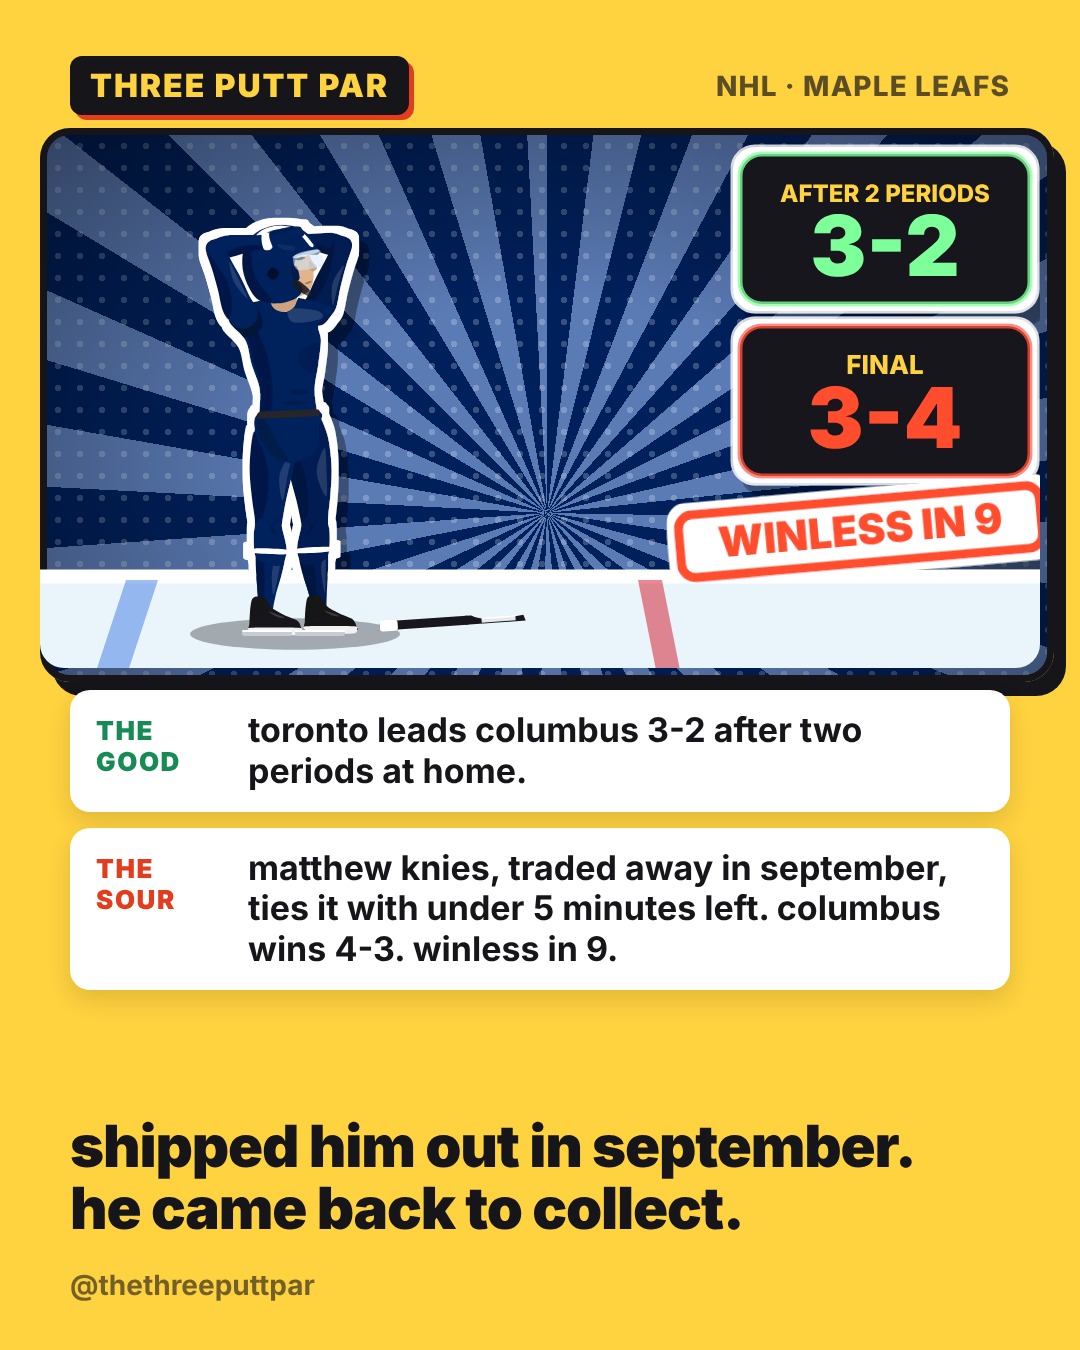 THREE PUTT PAR
NHL · MAPLE LEAFS
AFTER 2 PERIODS
3-2
FINAL
3-4
WINLESS IN 9
THE
GOOD
toronto leads columbus 3-2 after two
periods at home.
THE
SOUR
matthew knies, traded away in september,
ties it with under 5 minutes left. columbus
wins 4-3. winless in 9.
shipped him out in september.
he came back to collect.
@thethreeputtpar